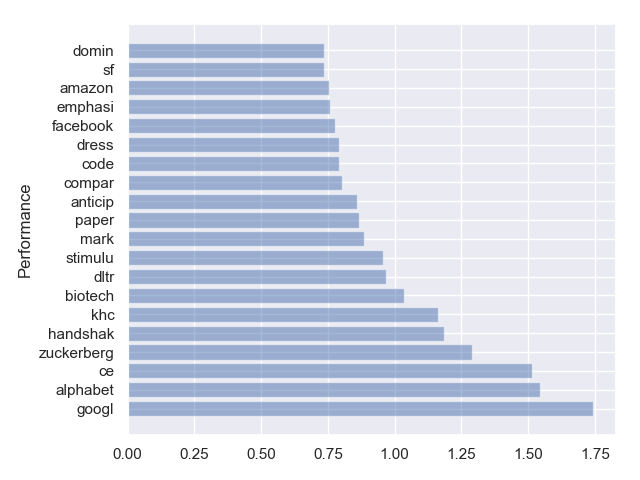 domin
sf
amazon
emphasi
facebook
dress
code
compar
anticip
paper
mark
stimulu
dltr
biotech
khc
handshak
zuckerberg
ce
alphabet
googl
Performance
0.00 0.25 0.50 0.75 1.00 1.25 1.50 1.75